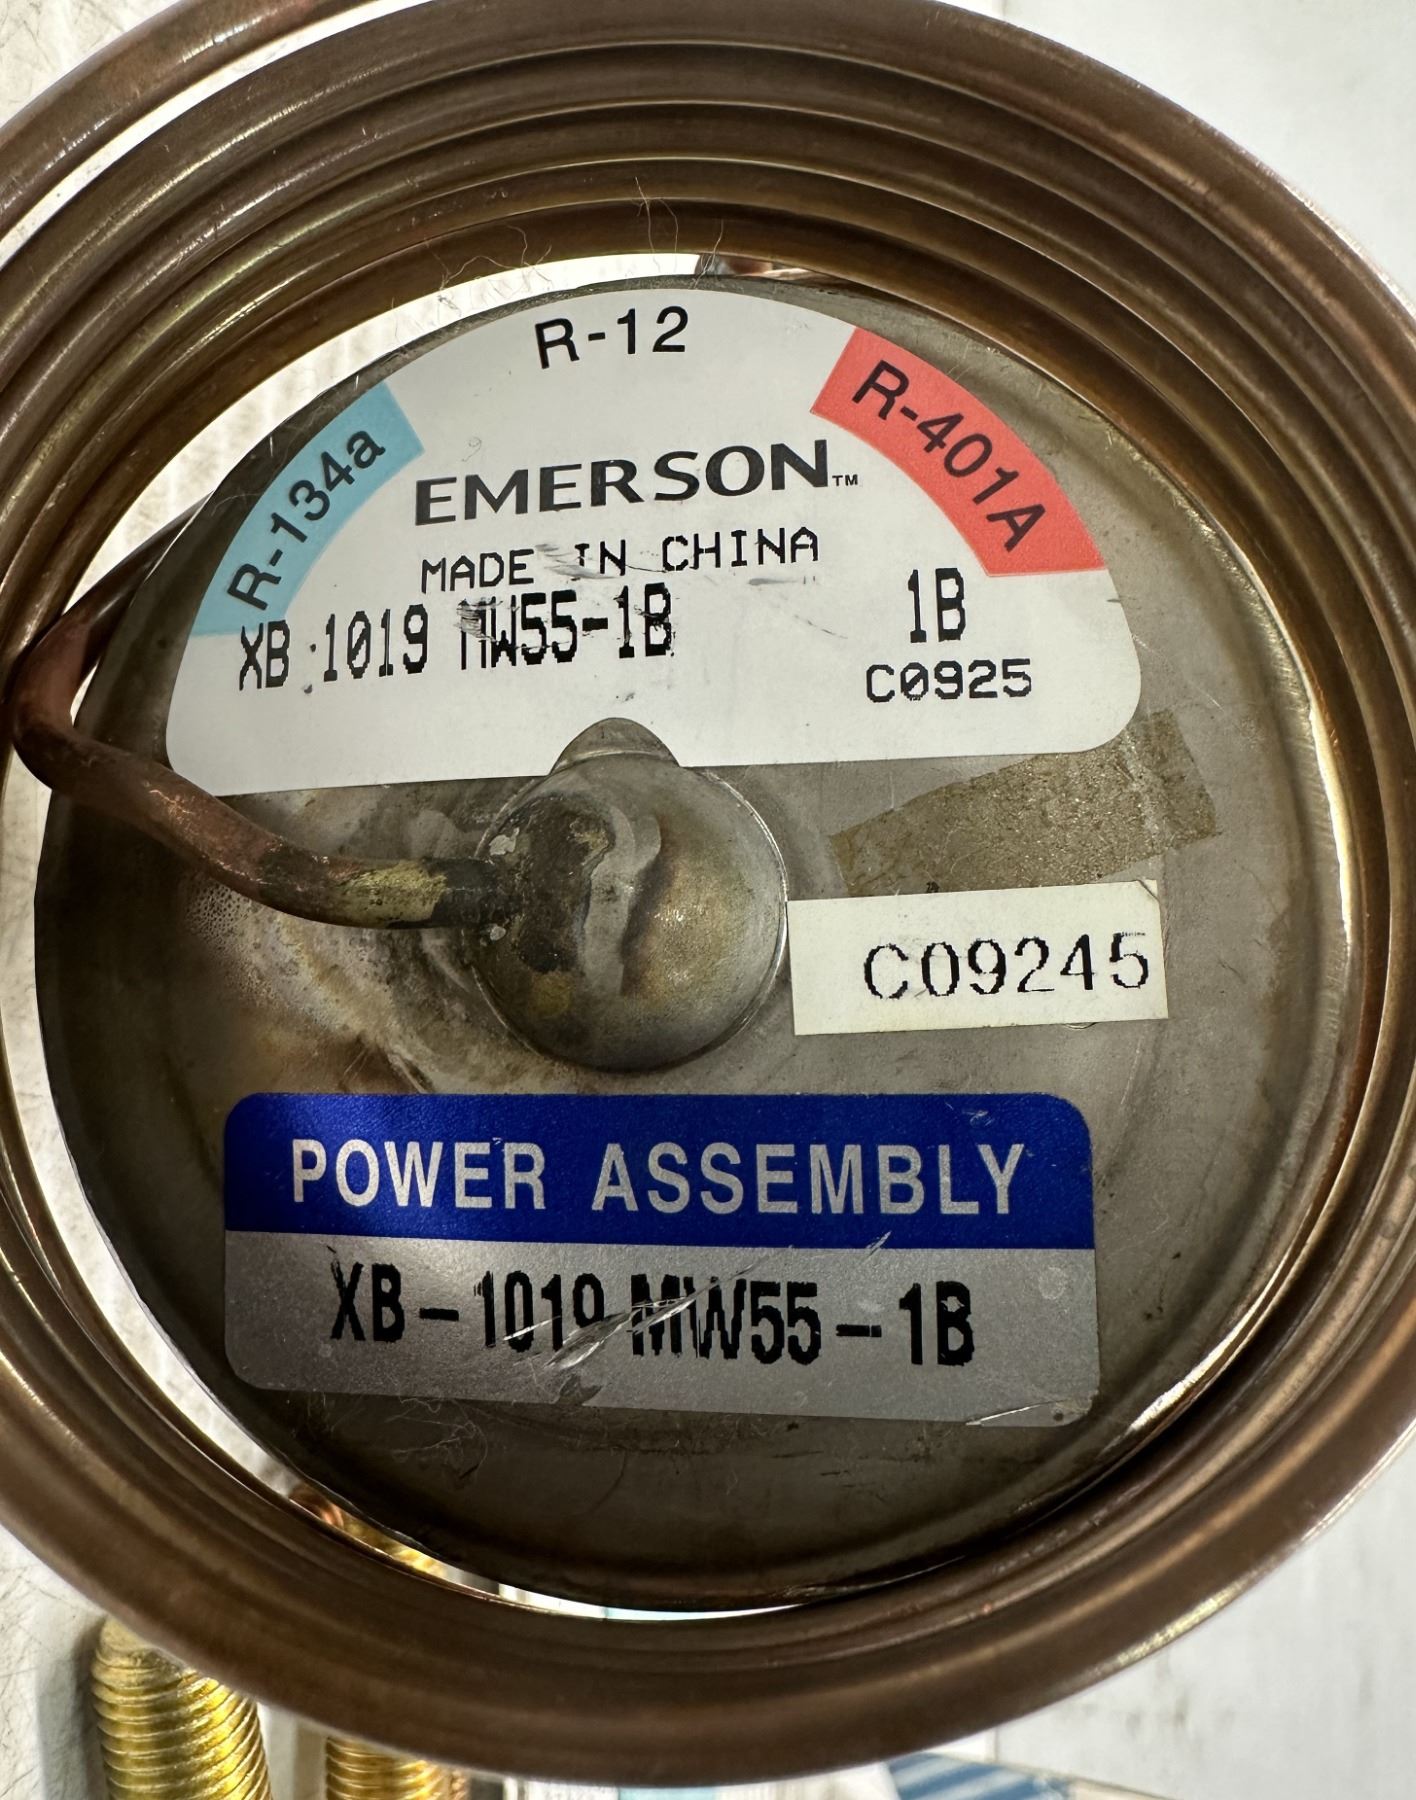 R-12
R-134a
R-401A
EMERSON™
MADE IN CHINA
XB 1019 MW55-1B 1B
C0925
C09245
POWER ASSEMBLY
XB-1019 MW55-1B